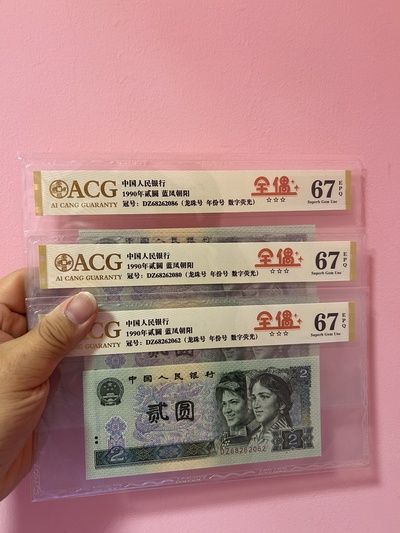 ACG
AI CANG GUARANTY
中国人民银行
1990年贰圆 蓝凤朝阳
冠号：DZ68262086（龙珠号 年份号 数字荧光）
全偶
☆☆☆
67
EPQ
Superb Gem Unc
ACG
AI CANG GUARANTY
中国人民银行
1990年贰圆 蓝凤朝阳
冠号：DZ68262080（龙珠号 年份号 数字荧光）
全偶
☆☆☆
67
EPQ
Superb Gem Unc
ACG
GUARANTY
中国人民银行
1990年贰圆 蓝凤朝阳
冠号：DZ68262062（龙珠号 年份号 数字荧光）
全偶
☆☆☆
67
EPQ
Superb Gem Unc
中国人民银行
2
贰圆
2
2
DZ68262062